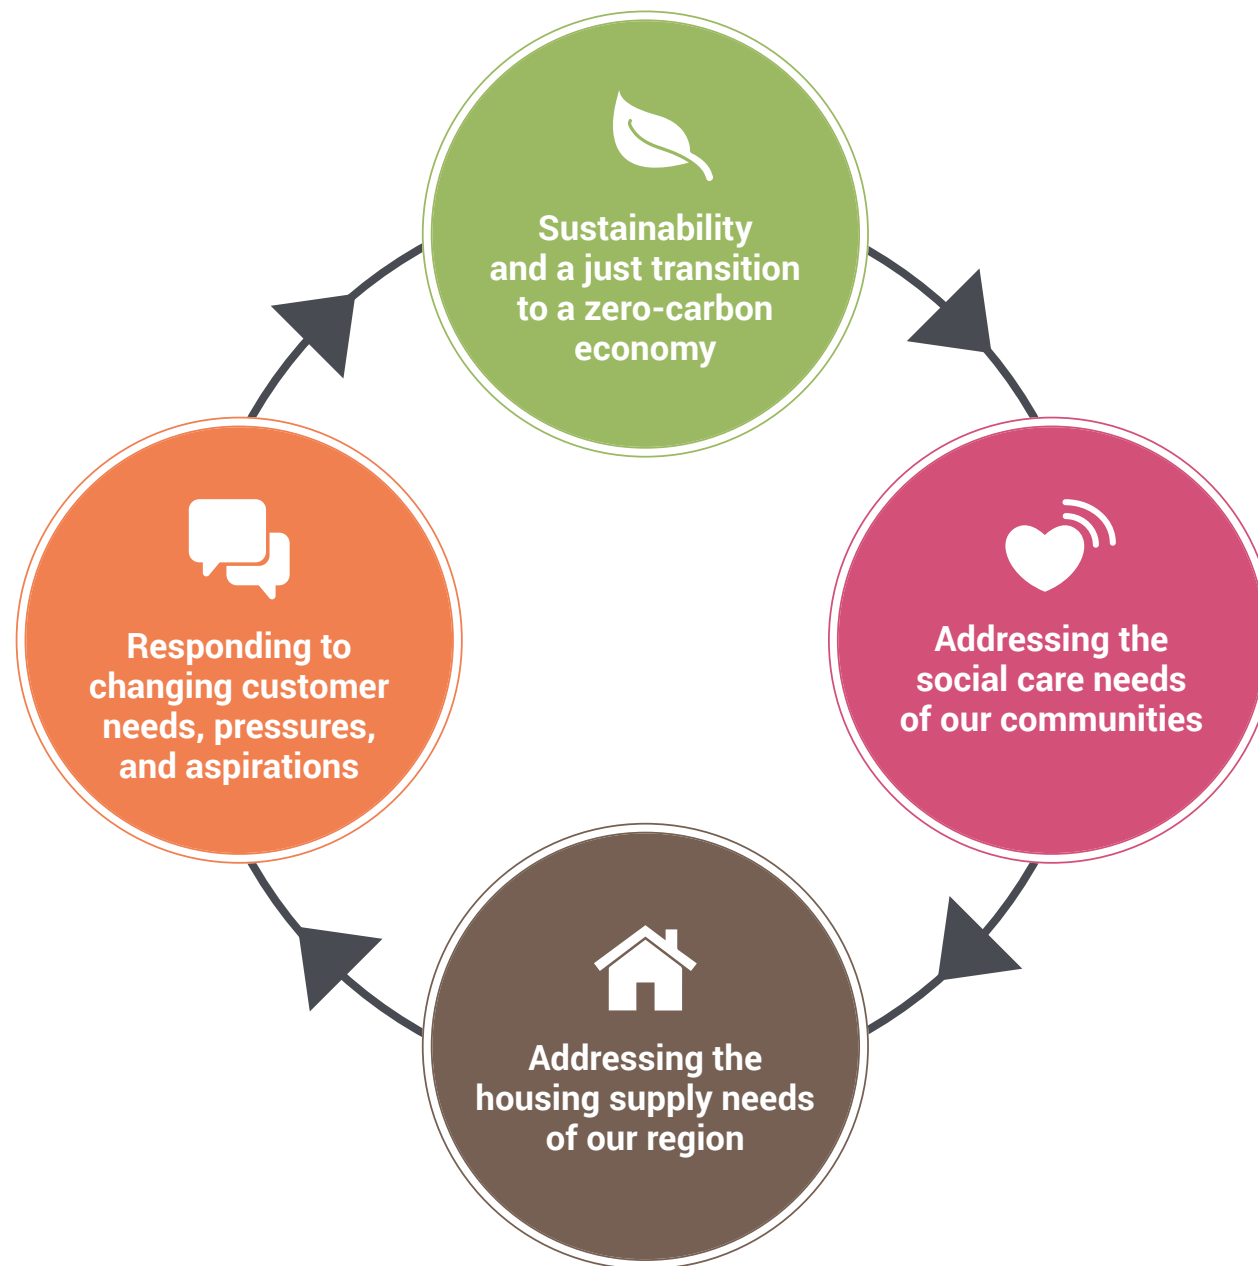 Sustainability
and a just transition
to a zero-carbon
economy
Addressing the
social care needs
of our communities
Addressing the
housing supply needs
of our region
Responding to
changing customer
needs, pressures,
and aspirations